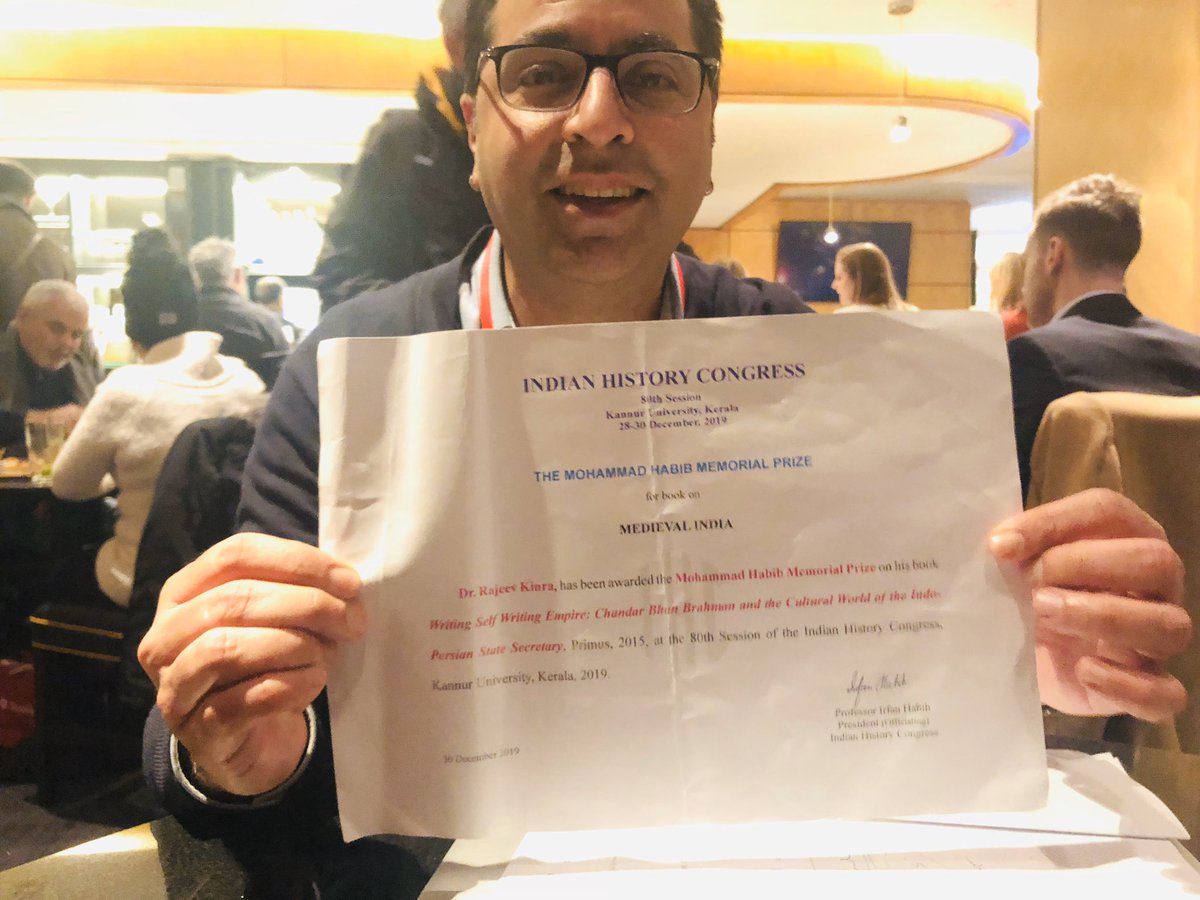 INDIAN HISTORY CONGRESS
80th Session
Kannur University, Kerala
28-30 December, 2019
THE MOHAMMAD HABIB MEMORIAL PRIZE
for book on
MEDIEVAL INDIA
Dr. Rajeev Kinra, has been awarded the Mohammad Habib Memorial Prize on his book
Writing Self Writing Empire: Chandar Bhan Brahman and the Cultural World of the Indo-
Persian State Secretary, Primus, 2015, at the 80th Session of the Indian History Congress,
Kannur University, Kerala, 2019.
Irfan Habib
Professor Irfan Habib
President (Officiating)
Indian History Congress
30 December 2019